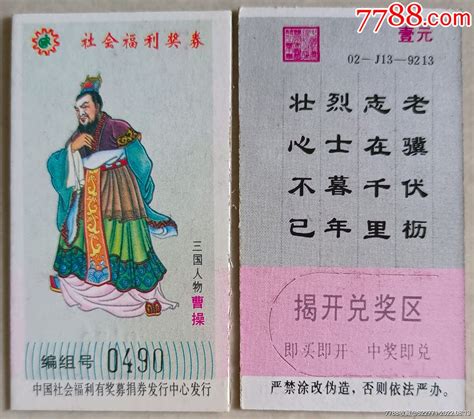 7788.com
社会福利奖券
三国人物 曹操
编组号 0490
中国社会福利有奖募捐券发行中心发行
壹元
02-J13-9213
老骥伏枥
志在千里
烈士暮年
壮心不已
揭开兑奖区
即买即开 中奖即兑
严禁涂改伪造，否则依法严办。